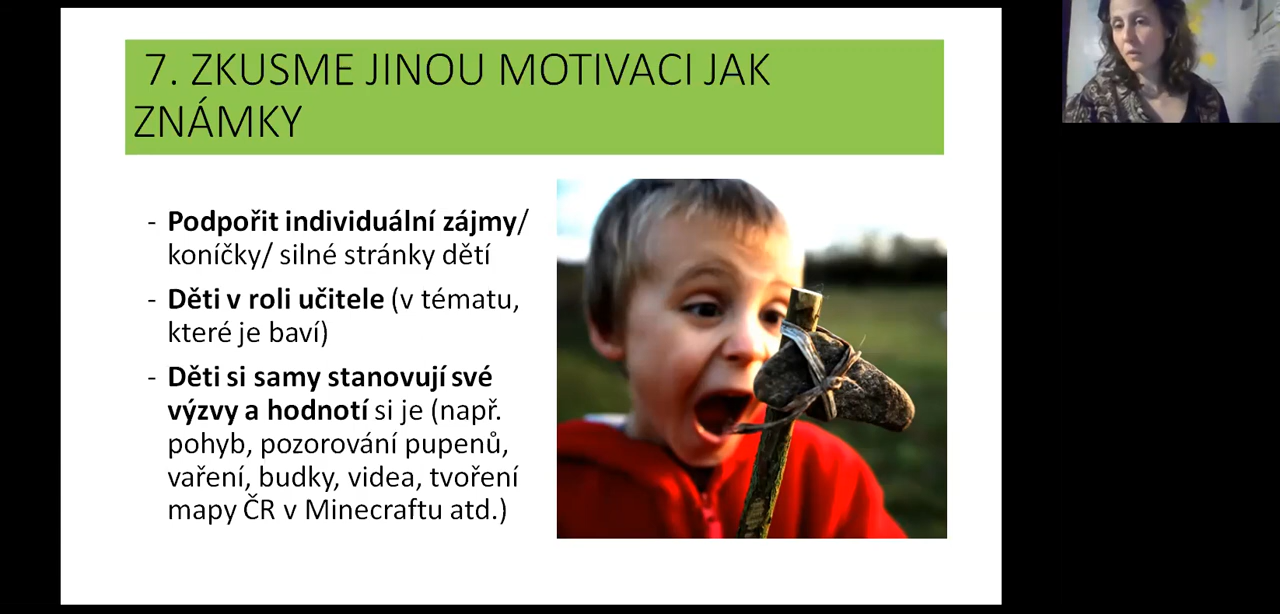 7. ZKUSME JINOU MOTIVACI JAK
ZNÁMKY
- Podpořit individuální zájmy/
koníčky/ silné stránky dětí
- Děti v roli učitele (v tématu,
které je baví)
- Děti si samy stanovují své
výzvy a hodnotí si je (např.
pohyb, pozorování pupenů,
vaření, budky, videa, tvoření
mapy ČR v Minecraftu atd.)